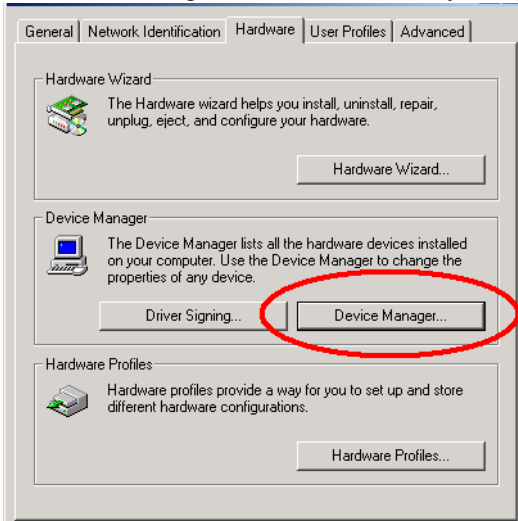 General Network Identification Hardware User Profiles Advanced
Hardware Wizard
The Hardware wizard helps you install, uninstall, repair,
unplug, eject, and configure your hardware.
Hardware Wizard...
Device Manager
The Device Manager lists all the hardware devices installed
on your computer. Use the Device Manager to change the
properties of any device.
Driver Signing... Device Manager...
Hardware Profiles
Hardware profiles provide a way for you to set up and store
different hardware configurations.
Hardware Profiles...